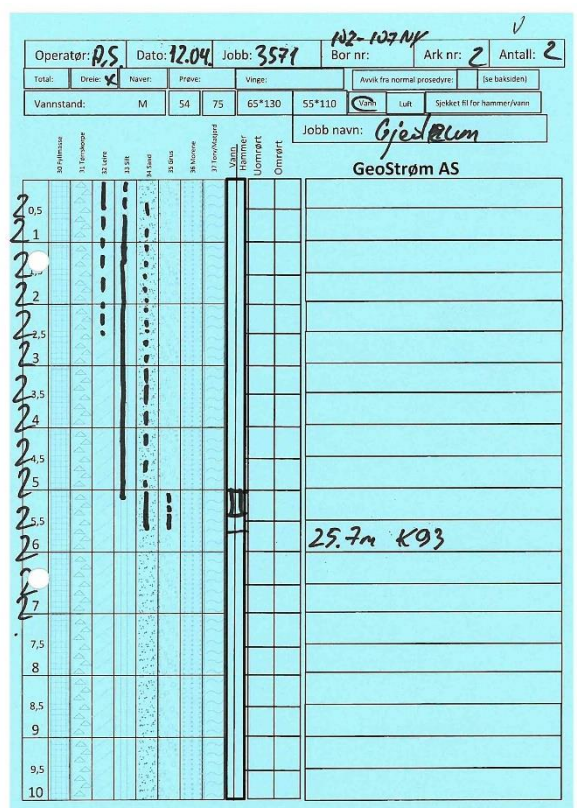 102-107 NY
Operatør: P.S. Dato: 12.04. Jobb: 3571 Bor nr: Ark nr: 2 Antall: 2
Total: Dreie: X Naver: Prøve: Vinge: Avvik fra normal prosedyre: (se baksiden)
Vannstand: M 54 75 65*130 55*110 Vann Luft Sjekket fil for hammer/vann
Jobb navn: Gjedrum
30 Fyllmasse 31 Tørrskorpe 32 Leire 33 Silt 34 Sand 35 Grus 36 Morene 37 Torv/Matjord Vann Hammer Uomrørt Omrørt
GeoStrøm AS
2 0,5
2 1
2
2 2
2 2,5
2 3
2 3,5
2 4
2 4,5
2 5
2 5,5
25.7m K93
2 6
2
2 7
7,5
8
8,5
9
9,5
10